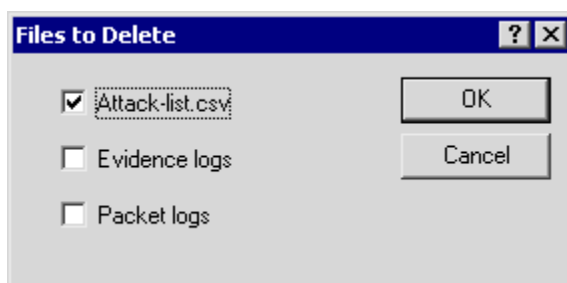 Files to Delete
Attack-list.csv
OK
Evidence logs
Cancel
Packet logs